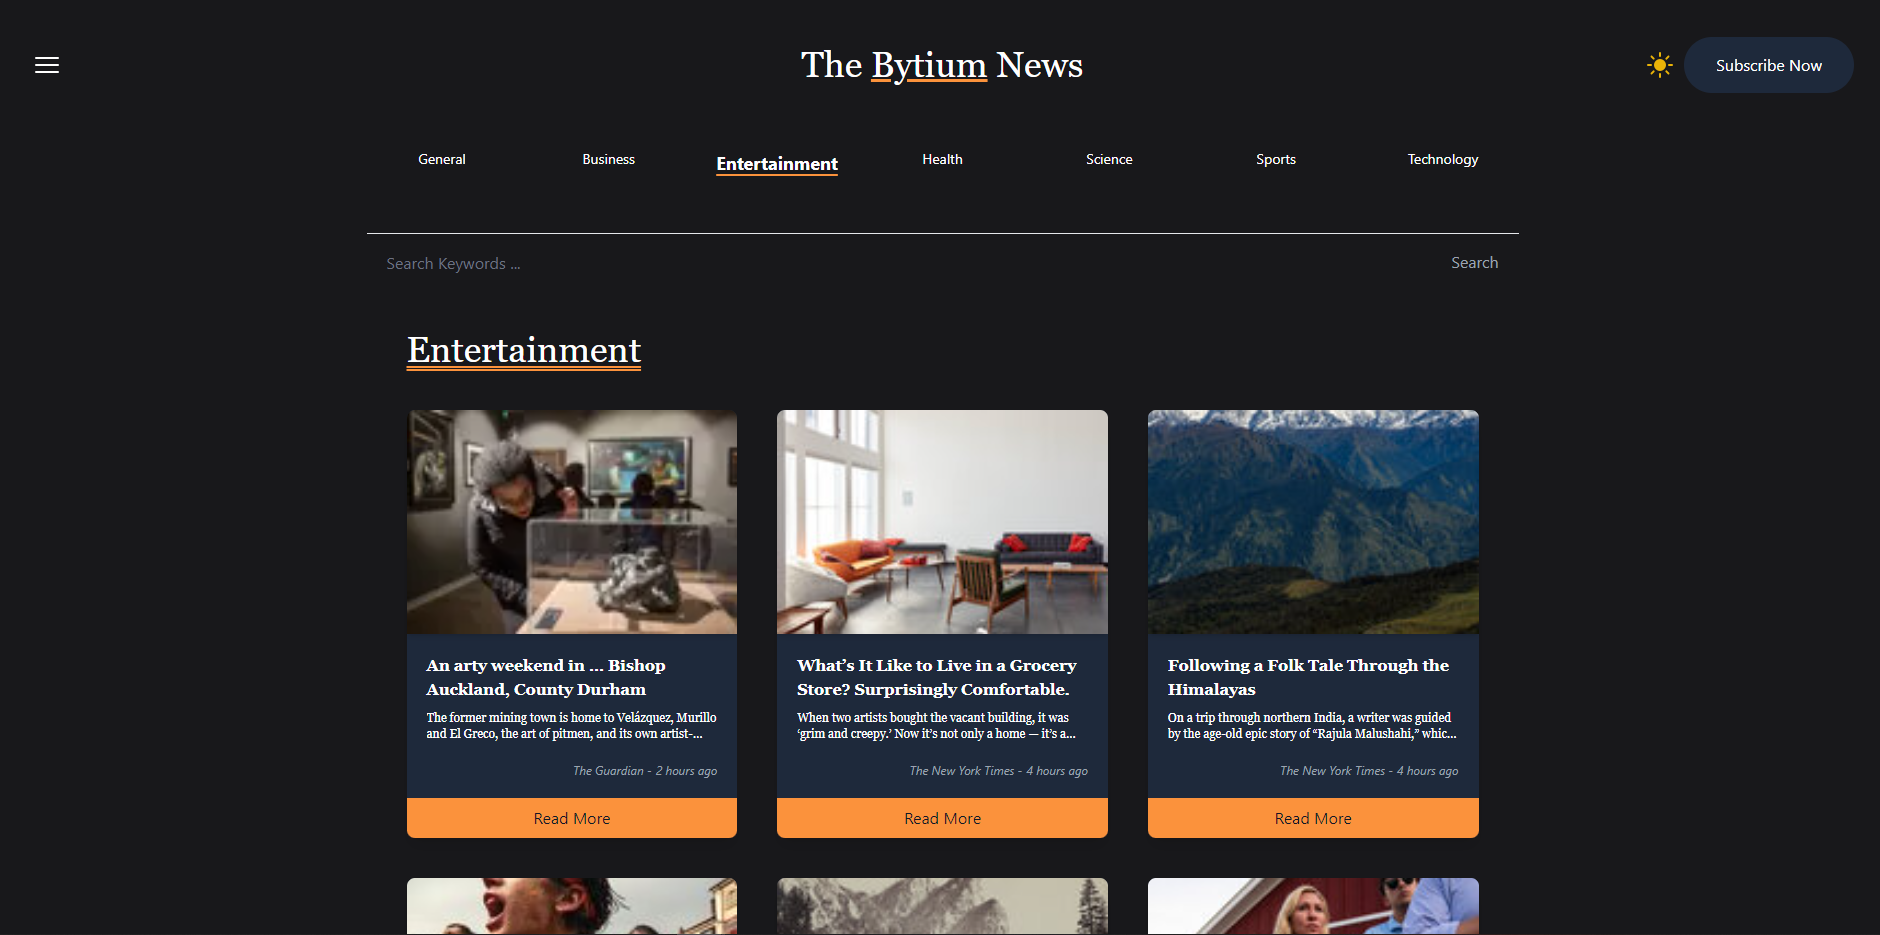 The Bytium News
Subscribe Now
General
Business
Entertainment
Health
Science
Sports
Technology
Search Keywords ...
Search
Entertainment
An arty weekend in … Bishop
Auckland, County Durham
The former mining town is home to Velázquez, Murillo
and El Greco, the art of pitmen, and its own artist-...
The Guardian - 2 hours ago
Read More
What’s It Like to Live in a Grocery
Store? Surprisingly Comfortable.
When two artists bought the vacant building, it was
‘grim and creepy.’ Now it’s not only a home — it’s a...
The New York Times - 4 hours ago
Read More
Following a Folk Tale Through the
Himalayas
On a trip through northern India, a writer was guided
by the age-old epic story of “Rajula Malushahi,” whic...
The New York Times - 4 hours ago
Read More